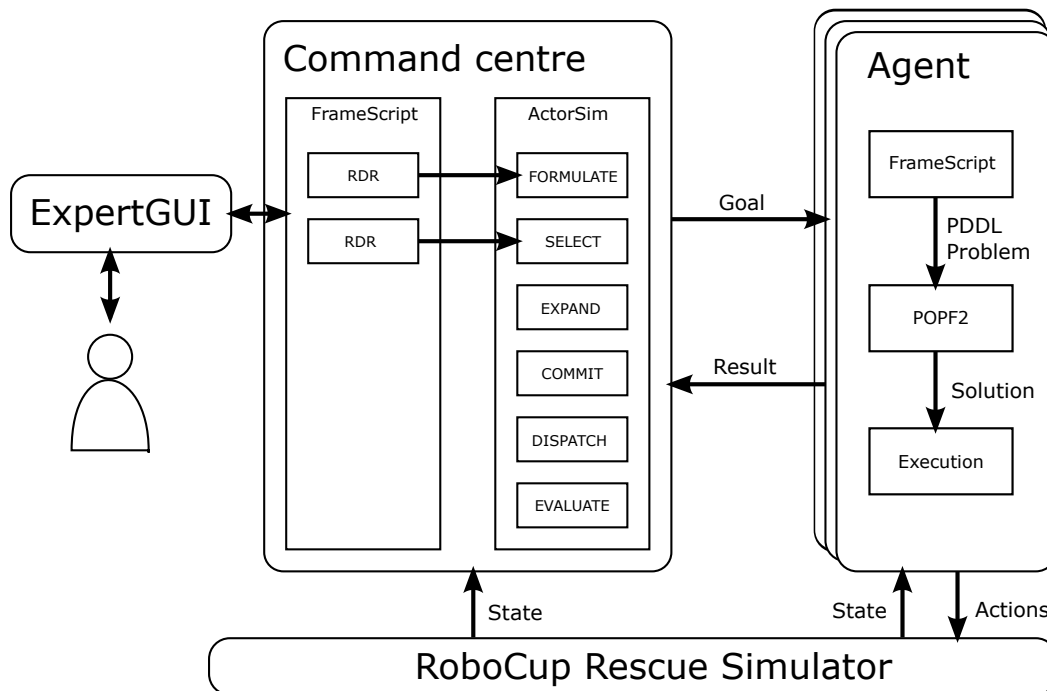 Command centre
FrameScript
ActorSim
RDR
FORMULATE
RDR
SELECT
EXPAND
COMMIT
DISPATCH
EVALUATE
ExpertGUI
Goal
Result
Agent
FrameScript
PDDL
Problem
POPF2
Solution
Execution
State
State
Actions
RoboCup Rescue Simulator